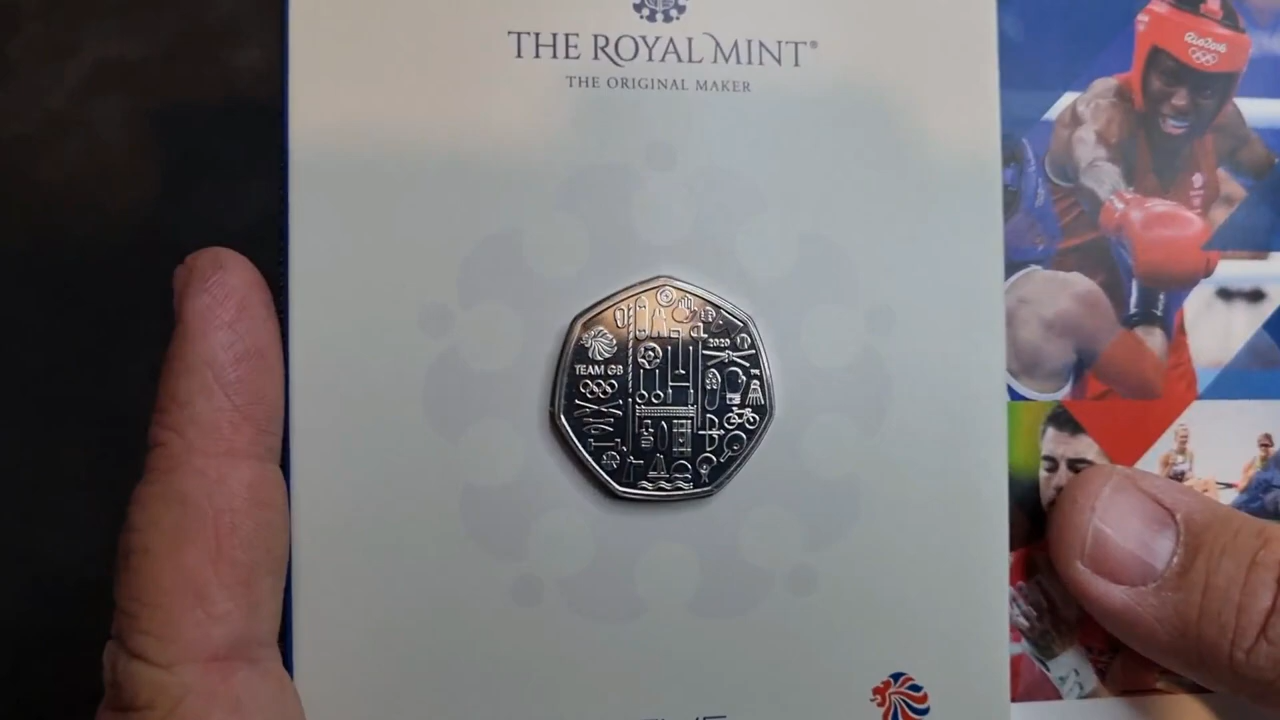 THE ROYAL MINT®
THE ORIGINAL MAKER
Rio2016
2020
TEAM GB